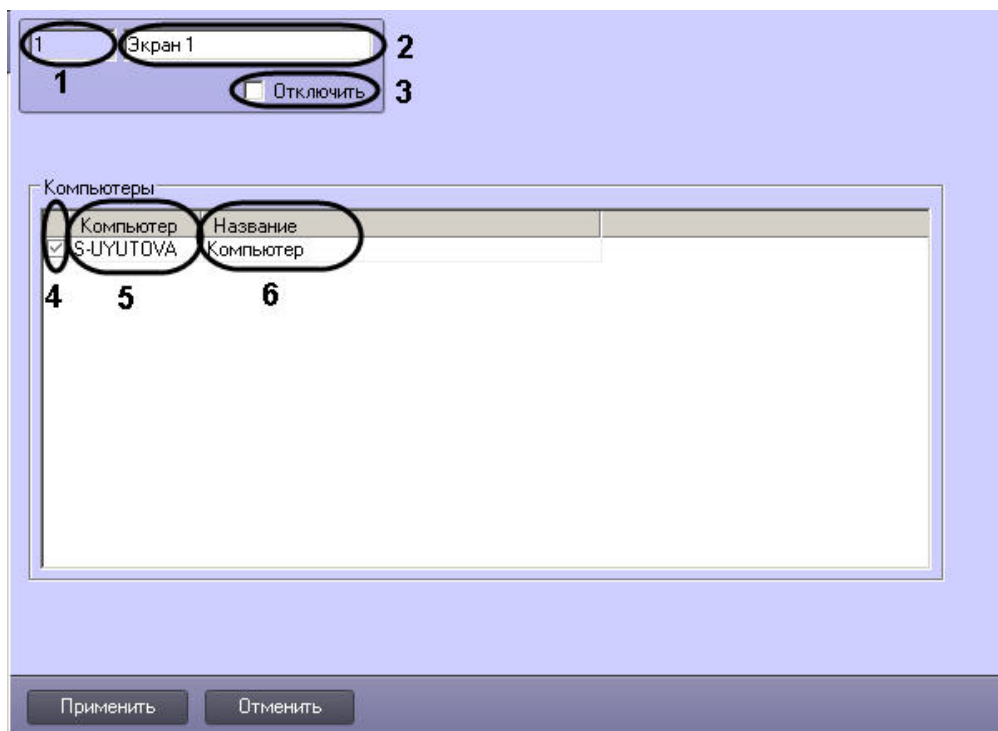 1 Экран 1 2
1 Отключить 3
Компьютеры
Компьютер Название
S-UYUTOVA Компьютер
4 5 6
Применить Отменить